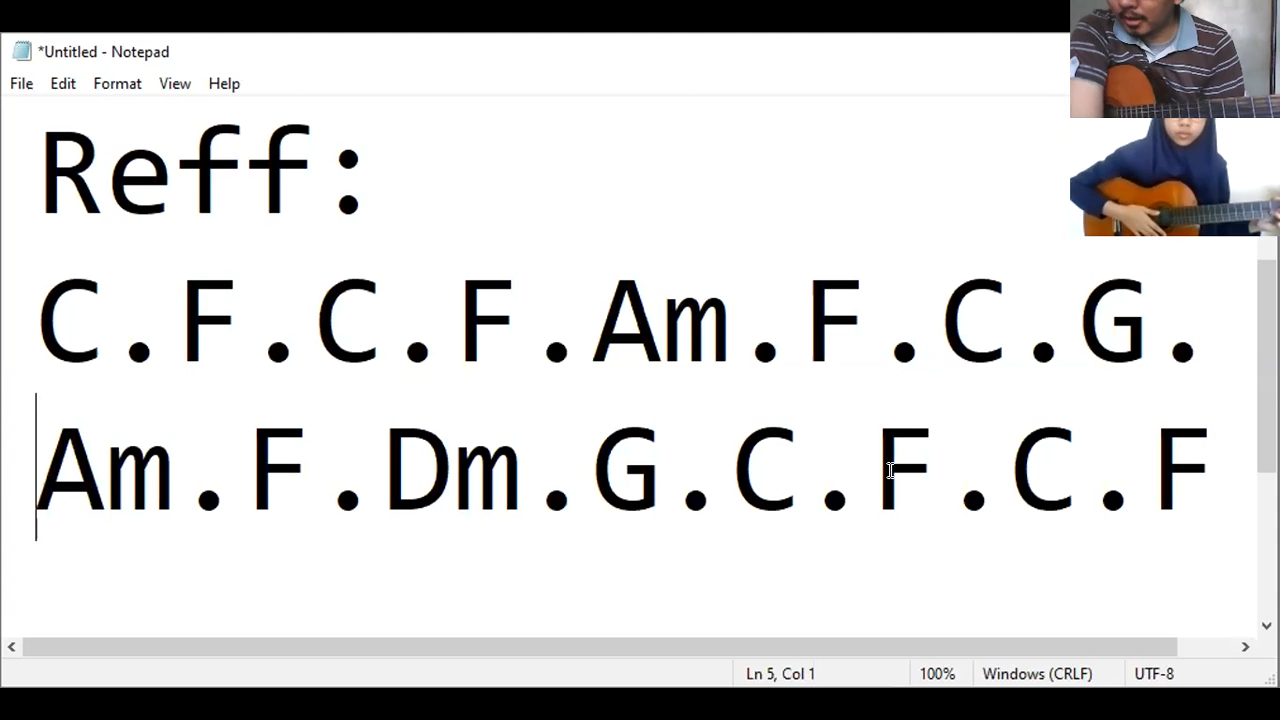 *Untitled - Notepad
File Edit Format View Help
Reff:
C.F.C.F.Am.F.C.G.
Am.F.Dm.G.C.F.C.F
Ln 5, Col 1 100% Windows (CRLF) UTF-8